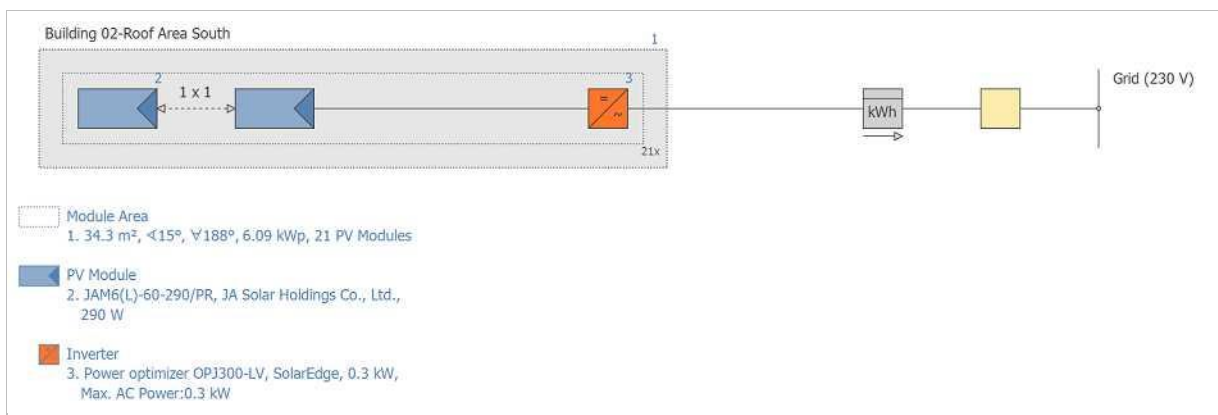 Building 02-Roof Area South
1
2
1 x 1
3
21x
=
~
kWh
Grid (230 V)
Module Area
1. 34.3 m², ∢15°, ∀188°, 6.09 kWp, 21 PV Modules
PV Module
2. JAM6(L)-60-290/PR, JA Solar Holdings Co., Ltd.,
290 W
Inverter
3. Power optimizer OPJ300-LV, SolarEdge, 0.3 kW,
Max. AC Power:0.3 kW